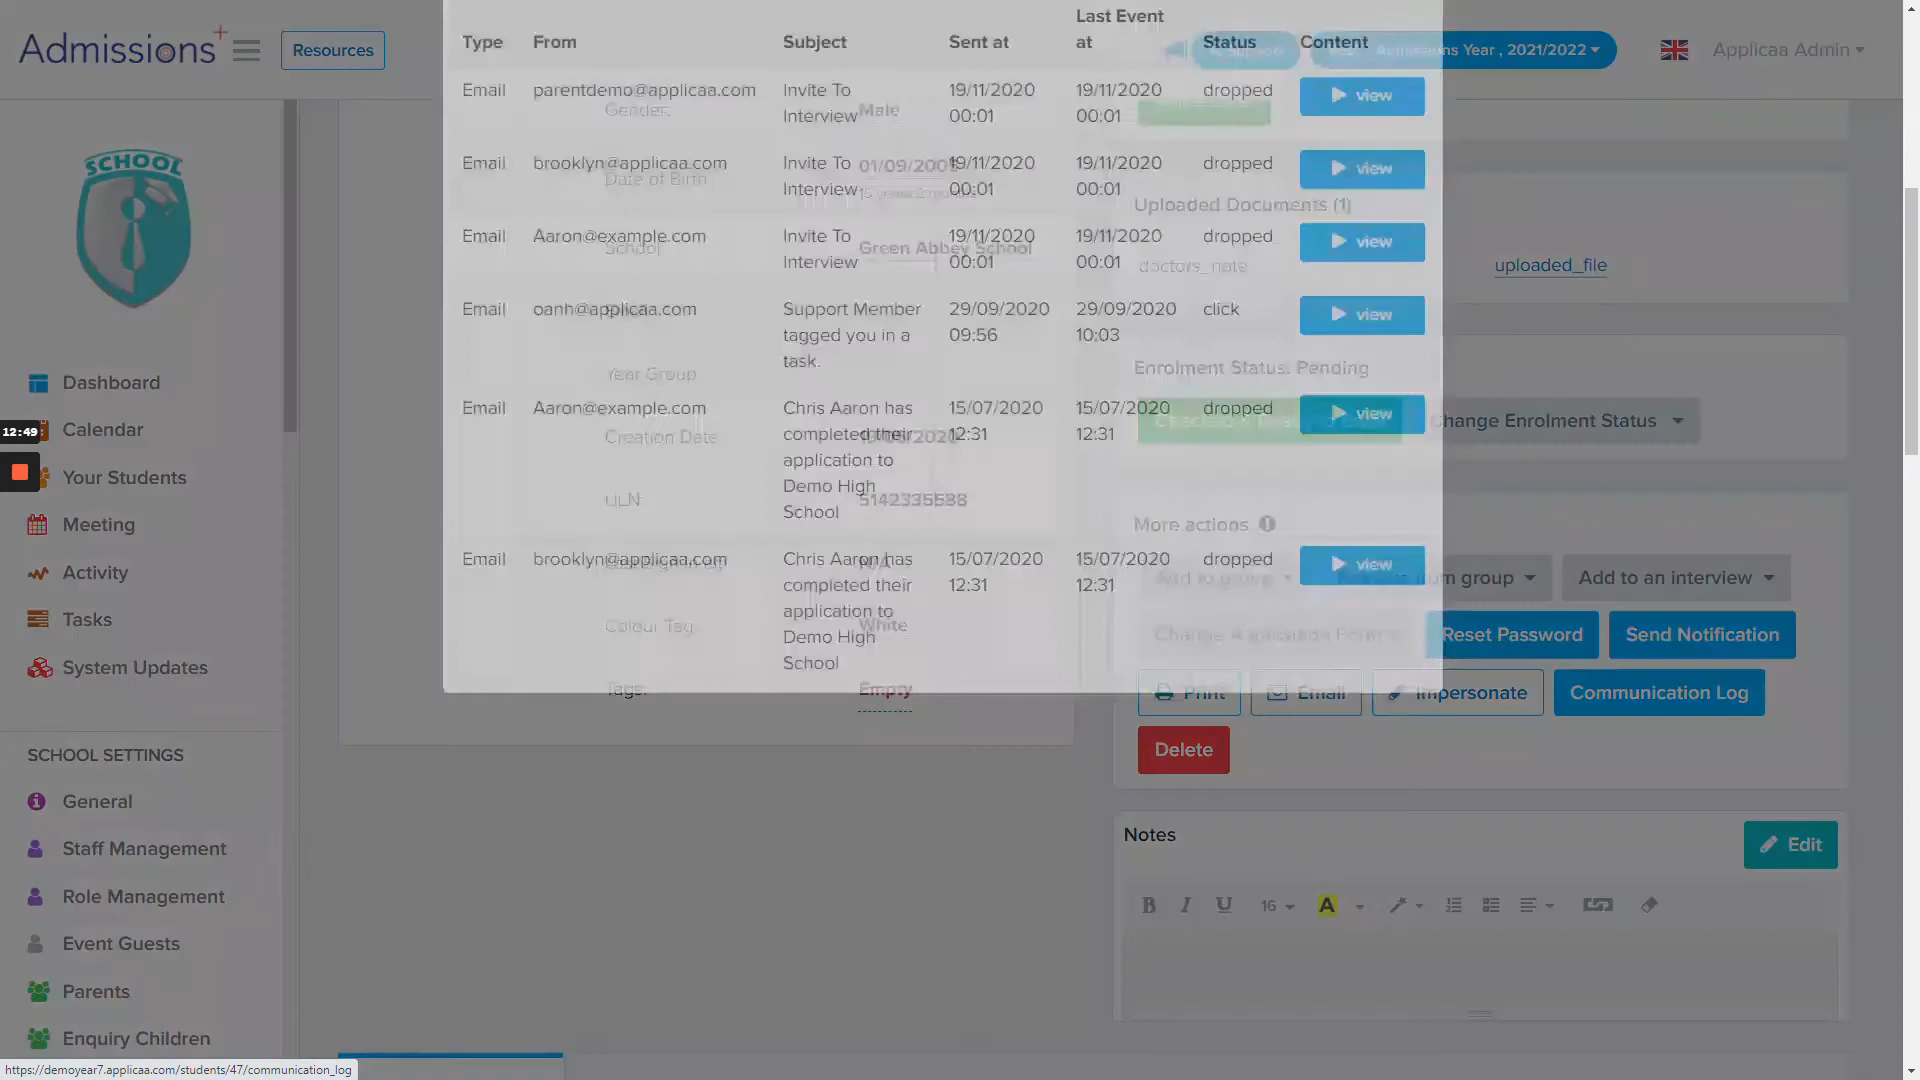 Admissions+
Resources
Admissions Year , 2021/2022
Applicaa Admin
Type
From
Subject
Sent at
Last Event
at
Status
Content
Email
parentdemo@applicaa.com
Invite To
Interview
19/11/2020
00:01
19/11/2020
00:01
dropped
view
Email
brooklyn@applicaa.com
Invite To
Interview
19/11/2020
00:01
19/11/2020
00:01
dropped
view
Email
Aaron@example.com
Invite To
Interview
19/11/2020
00:01
19/11/2020
00:01
dropped
view
Email
oanh@applicaa.com
Support Member
tagged you in a
task.
29/09/2020
09:56
29/09/2020
10:03
click
view
Email
Aaron@example.com
Chris Aaron has
completed their
application to
Demo High
School
15/07/2020
12:31
15/07/2020
12:31
dropped
view
Email
brooklyn@applicaa.com
Chris Aaron has
completed their
application to
Demo High
School
15/07/2020
12:31
15/07/2020
12:31
dropped
view
Gender:
Male
Date of Birth
School
Green Abbey School
Year Group
Creation Date
ULN
5142335588
Colour Tag:
White
Tags:
Empty
SCHOOL
Dashboard
12:49
Calendar
Your Students
Meeting
Activity
Tasks
System Updates
SCHOOL SETTINGS
General
Staff Management
Role Management
Event Guests
Parents
Enquiry Children
Uploaded Documents (1)
doctors_note
uploaded_file
Enrolment Status: Pending
Change Enrolment Status
More actions
Add to group
group
Add to an interview
Change Application Form
Reset Password
Send Notification
Print
Email
Impersonate
Communication Log
Delete
Notes
Edit
B I U 16 A
https://demoyear7.applicaa.com/students/47/communication_log